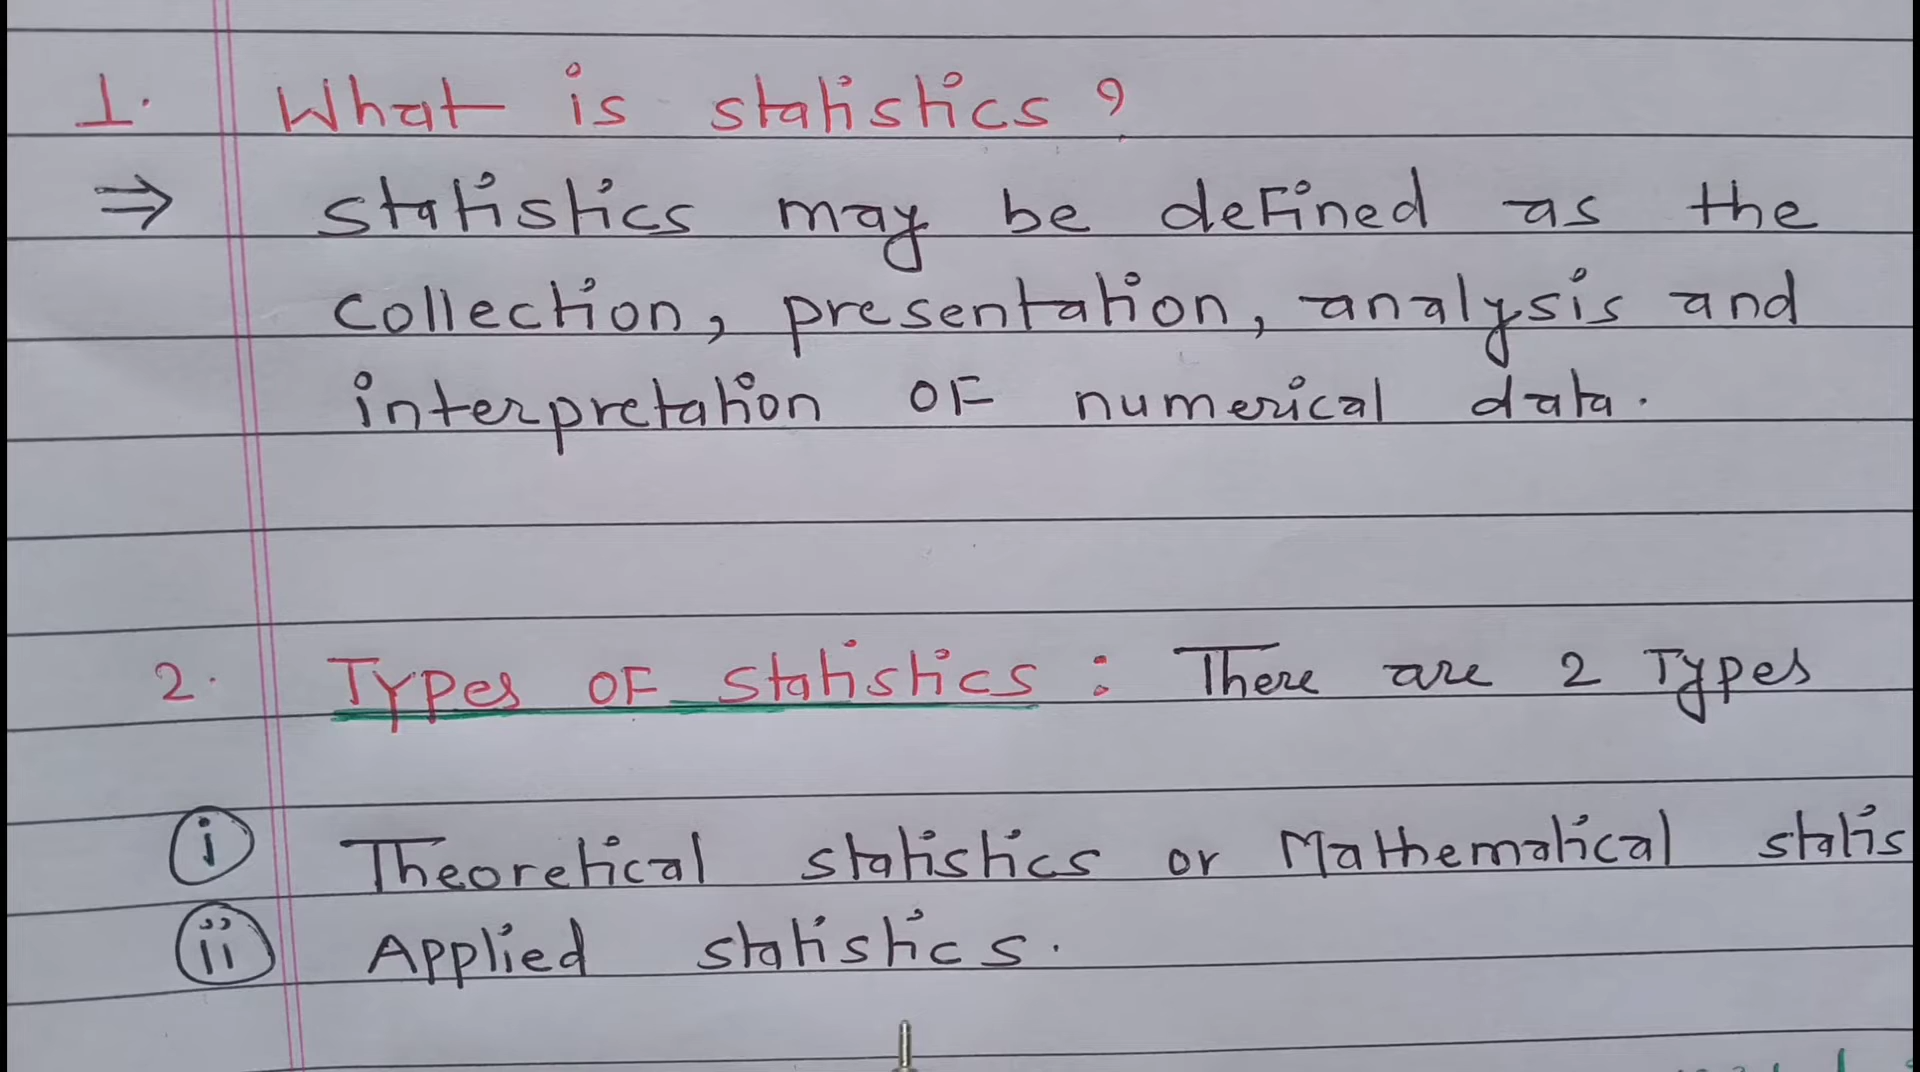 1. What is statistics?
⇒ statistics may be defined as the
collection, presentation, analysis and
interpretation of numerical data.
2. Types of statistics : There are 2 Types
(i) Theoretical statistics or Mathematical statis
(ii) Applied statistics.